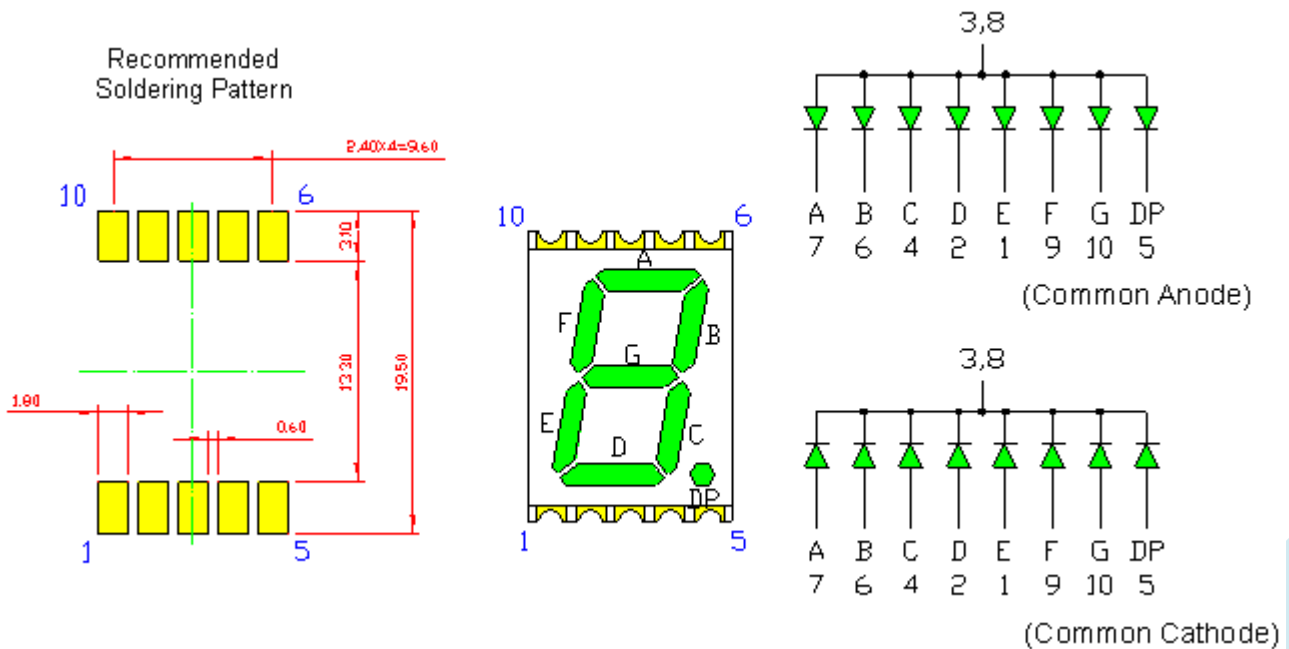 Recommended
Soldering Pattern
2.40X4=9.60
10
6
3.10
13.30
19.50
1.80
0.60
1
5
10
6
A
F
B
G
E
C
D
DP
1
5
3,8
A B C D E F G DP
7 6 4 2 1 9 10 5
(Common Anode)
3,8
A B C D E F G DP
7 6 4 2 1 9 10 5
(Common Cathode)